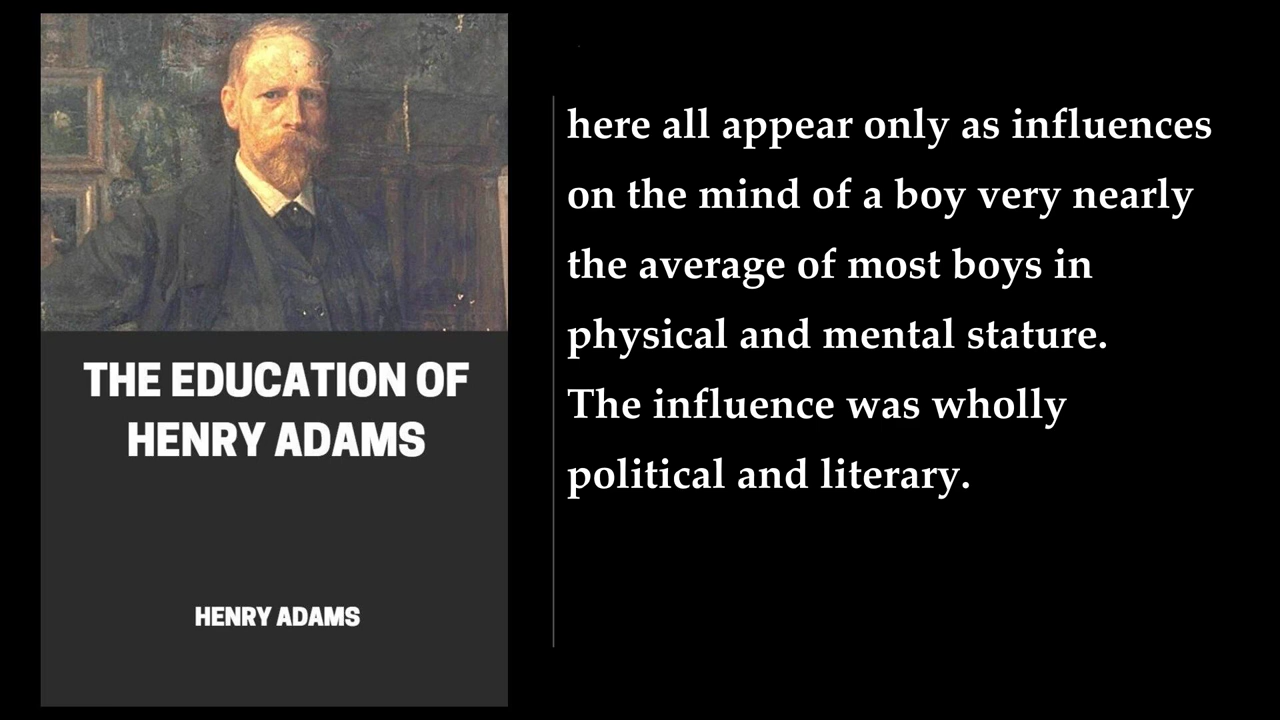 THE EDUCATION OF
HENRY ADAMS
HENRY ADAMS
here all appear only as influences
on the mind of a boy very nearly
the average of most boys in
physical and mental stature.
The influence was wholly
political and literary.